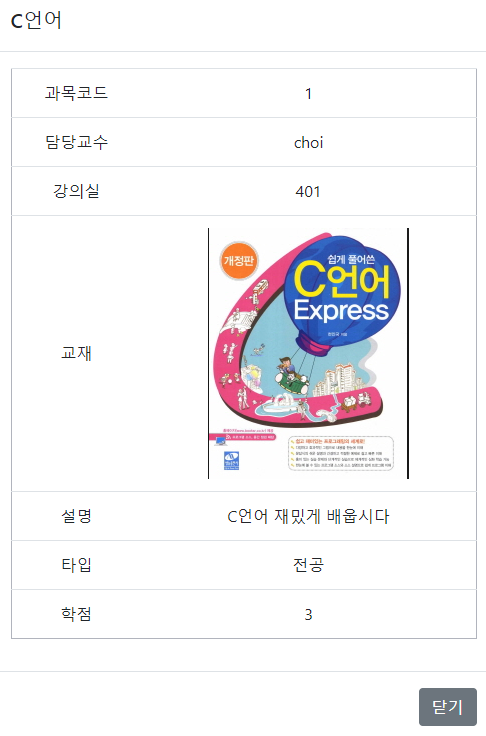 C언어
과목코드 1
담당교수 choi
강의실 401
교재
개정판
쉽게 풀어쓴
C언어
Express
설명 C언어 재밌게 배웁시다
타입 전공
학점 3
닫기